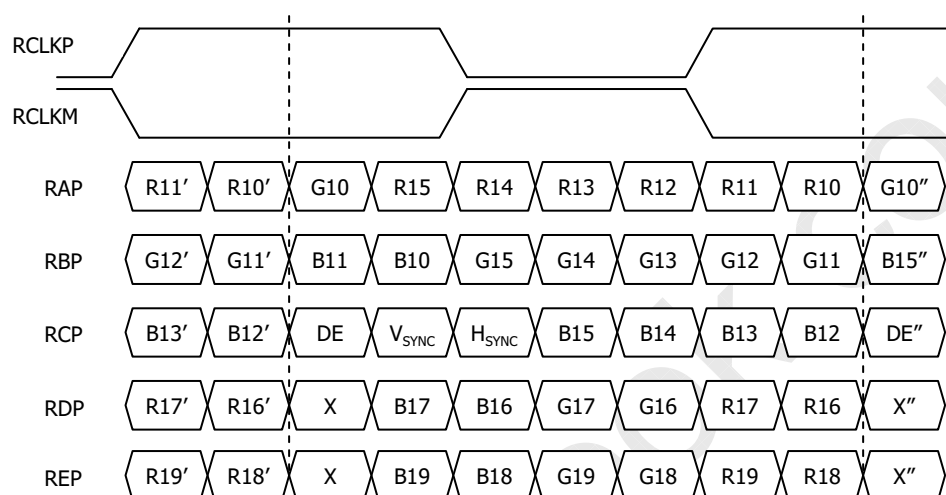 RCLKP
RCLKM
RAP R11′ R10′ G10 R15 R14 R13 R12 R11 R10 G10″
RBP G12′ G11′ B11 B10 G15 G14 G13 G12 G11 B15″
RCP B13′ B12′ DE VSYNC HSYNC B15 B14 B13 B12 DE″
RDP R17′ R16′ X B17 B16 G17 G16 R17 R16 X″
REP R19′ R18′ X B19 B18 G19 G18 R19 R18 X″